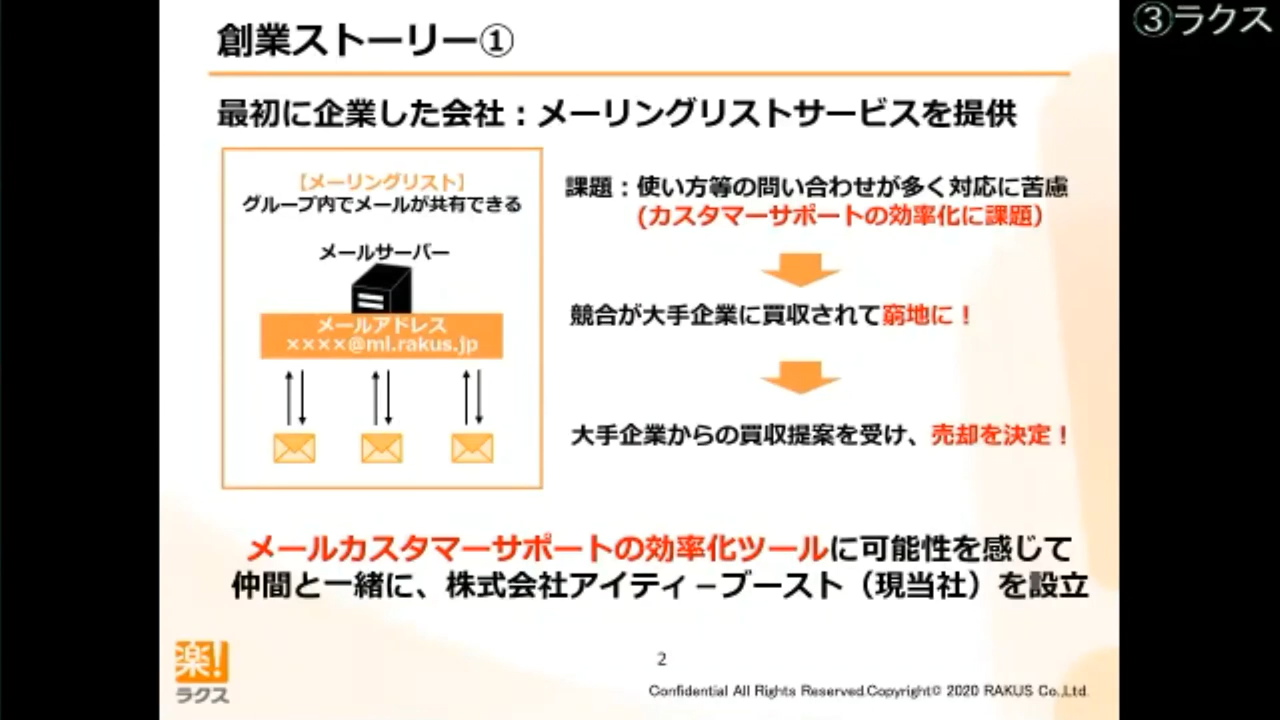 ③ラクス
創業ストーリー①
最初に企業した会社：メーリングリストサービスを提供
【メーリングリスト】
グループ内でメールが共有できる
メールサーバー
メールアドレス
××××@ml.rakus.jp
課題：使い方等の問い合わせが多く対応に苦慮
(カスタマーサポートの効率化に課題）
競合が大手企業に買収されて窮地に！
大手企業からの買収提案を受け、売却を決定！
メールカスタマーサポートの効率化ツールに可能性を感じて
仲間と一緒に、株式会社アイティ－ブースト（現当社）を設立
楽!
ラクス
2
Confidential All Rights Reserved.Copyright© 2020 RAKUS Co.,Ltd.